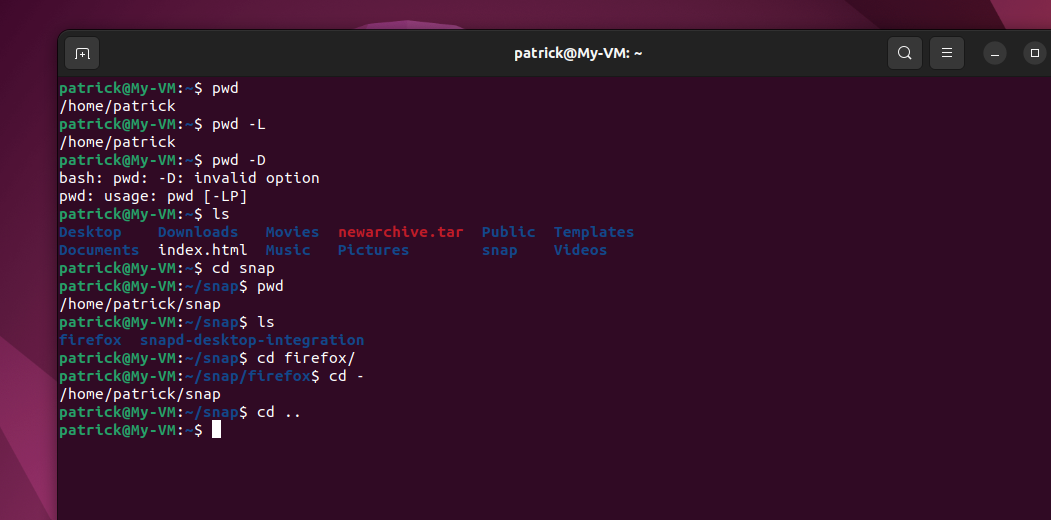 patrick@My-VM: ~
patrick@My-VM:~$ pwd
/home/patrick
patrick@My-VM:~$ pwd -L
/home/patrick
patrick@My-VM:~$ pwd -D
bash: pwd: -D: invalid option
pwd: usage: pwd [-LP]
patrick@My-VM:~$ ls
Desktop    Downloads   Movies  newarchive.tar  Public  Templates
Documents  index.html  Music   Pictures        snap    Videos
patrick@My-VM:~$ cd snap
patrick@My-VM:~/snap$ pwd
/home/patrick/snap
patrick@My-VM:~/snap$ ls
firefox  snapd-desktop-integration
patrick@My-VM:~/snap$ cd firefox/
patrick@My-VM:~/snap/firefox$ cd -
/home/patrick/snap
patrick@My-VM:~/snap$ cd ..
patrick@My-VM:~$